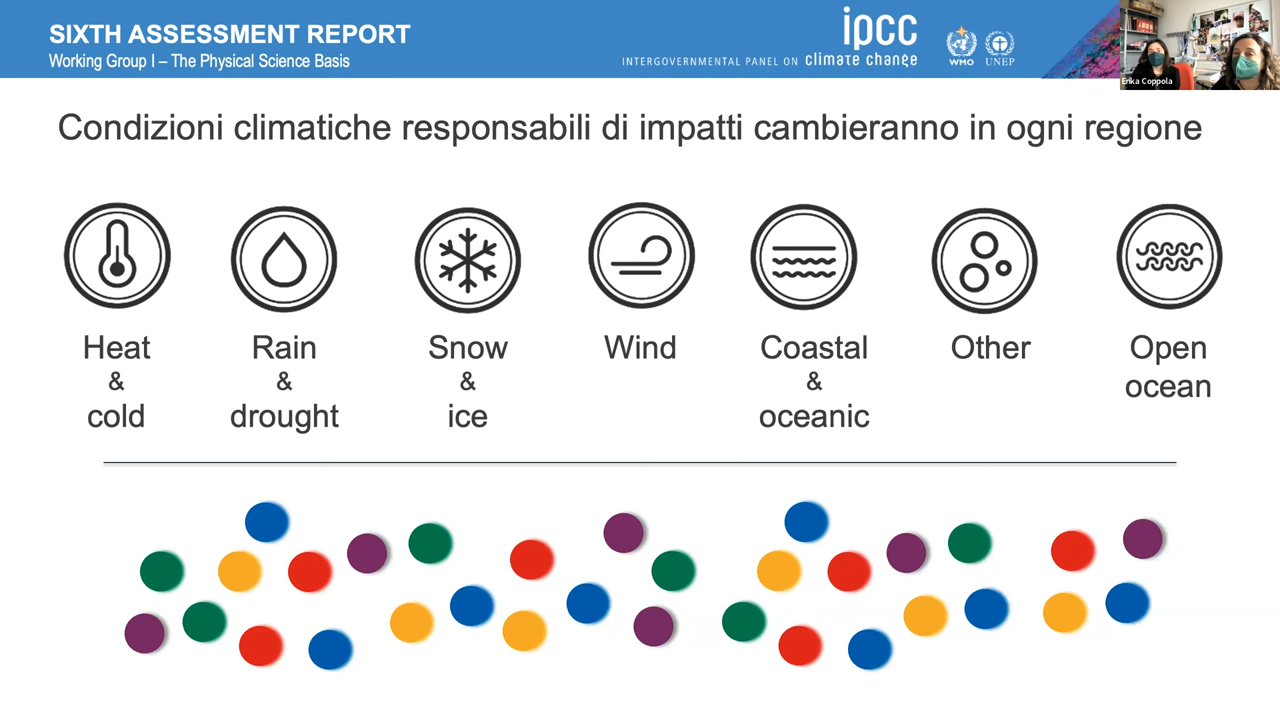 SIXTH ASSESSMENT REPORT
Working Group I – The Physical Science Basis
INTERGOVERNMENTAL PANEL ON climate change
ipcc
WMO
UNEP
Erika Coppola
Condizioni climatiche responsabili di impatti cambieranno in ogni regione
Heat
&
cold
Rain
&
drought
Snow
&
ice
Wind
Coastal
&
oceanic
Other
Open
ocean